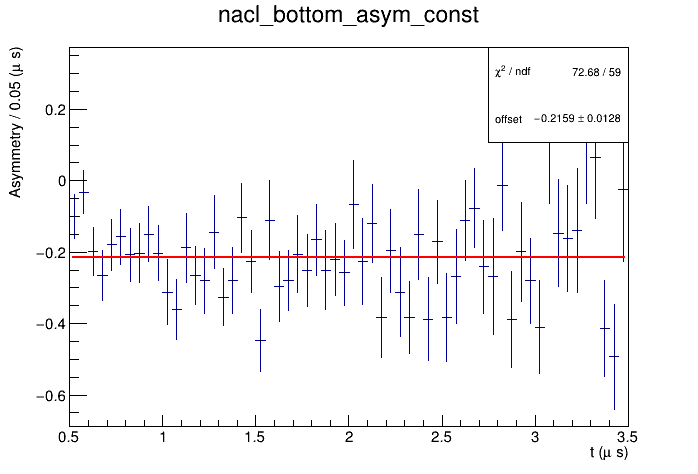 nacl_bottom_asym_const
Asymmetry / 0.05 (μ s)
χ² / ndf 72.68 / 59
offset −0.2159 ± 0.0128
0.2
0
−0.2
−0.4
−0.6
0.5 1 1.5 2 2.5 3 3.5
t (μ s)